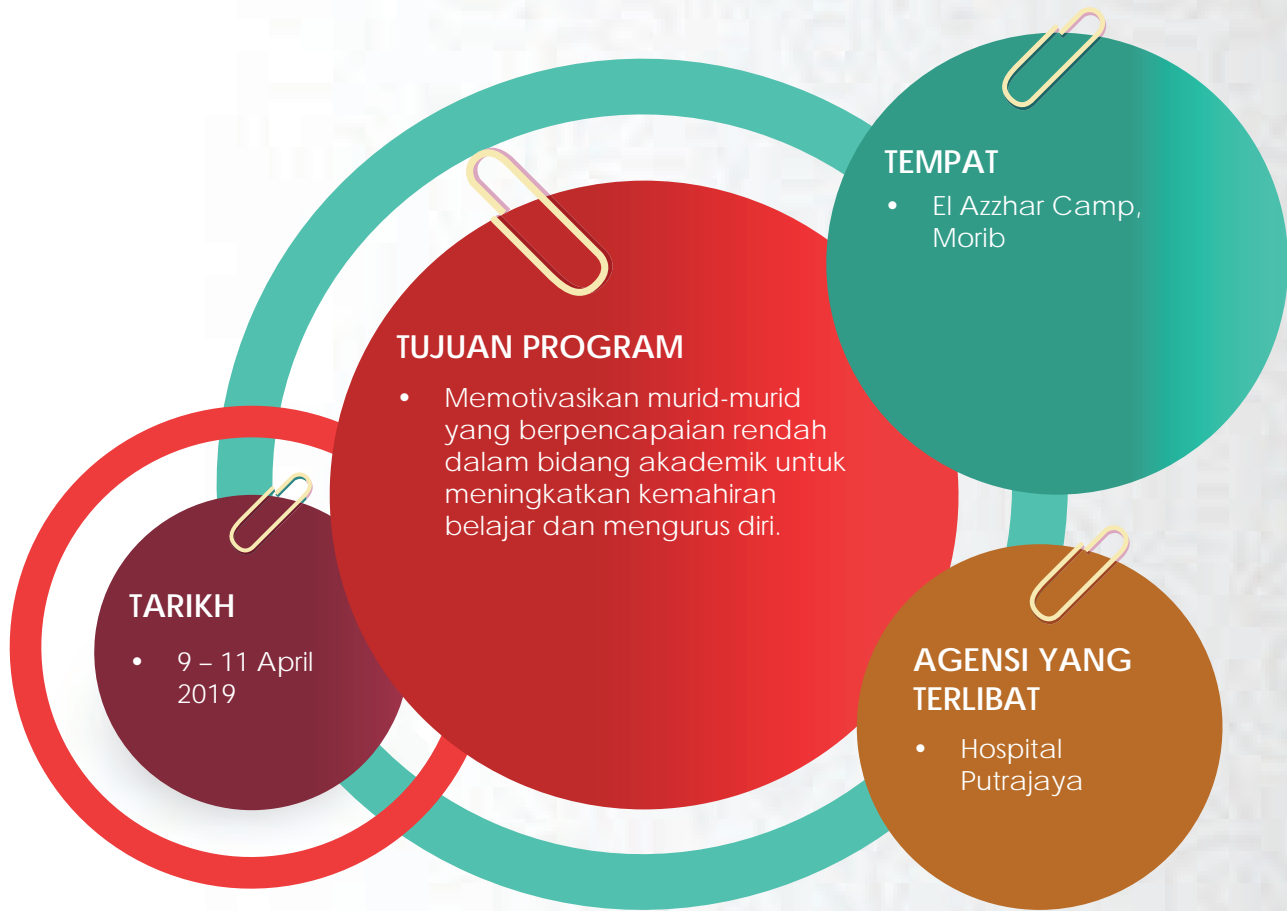 TUJUAN PROGRAM
• Memotivasikan murid-murid
yang berpencapaian rendah
dalam bidang akademik untuk
meningkatkan kemahiran
belajar dan mengurus diri.
TEMPAT
• El Azzhar Camp,
Morib
TARIKH
• 9 – 11 April
2019
AGENSI YANG
TERLIBAT
• Hospital
Putrajaya